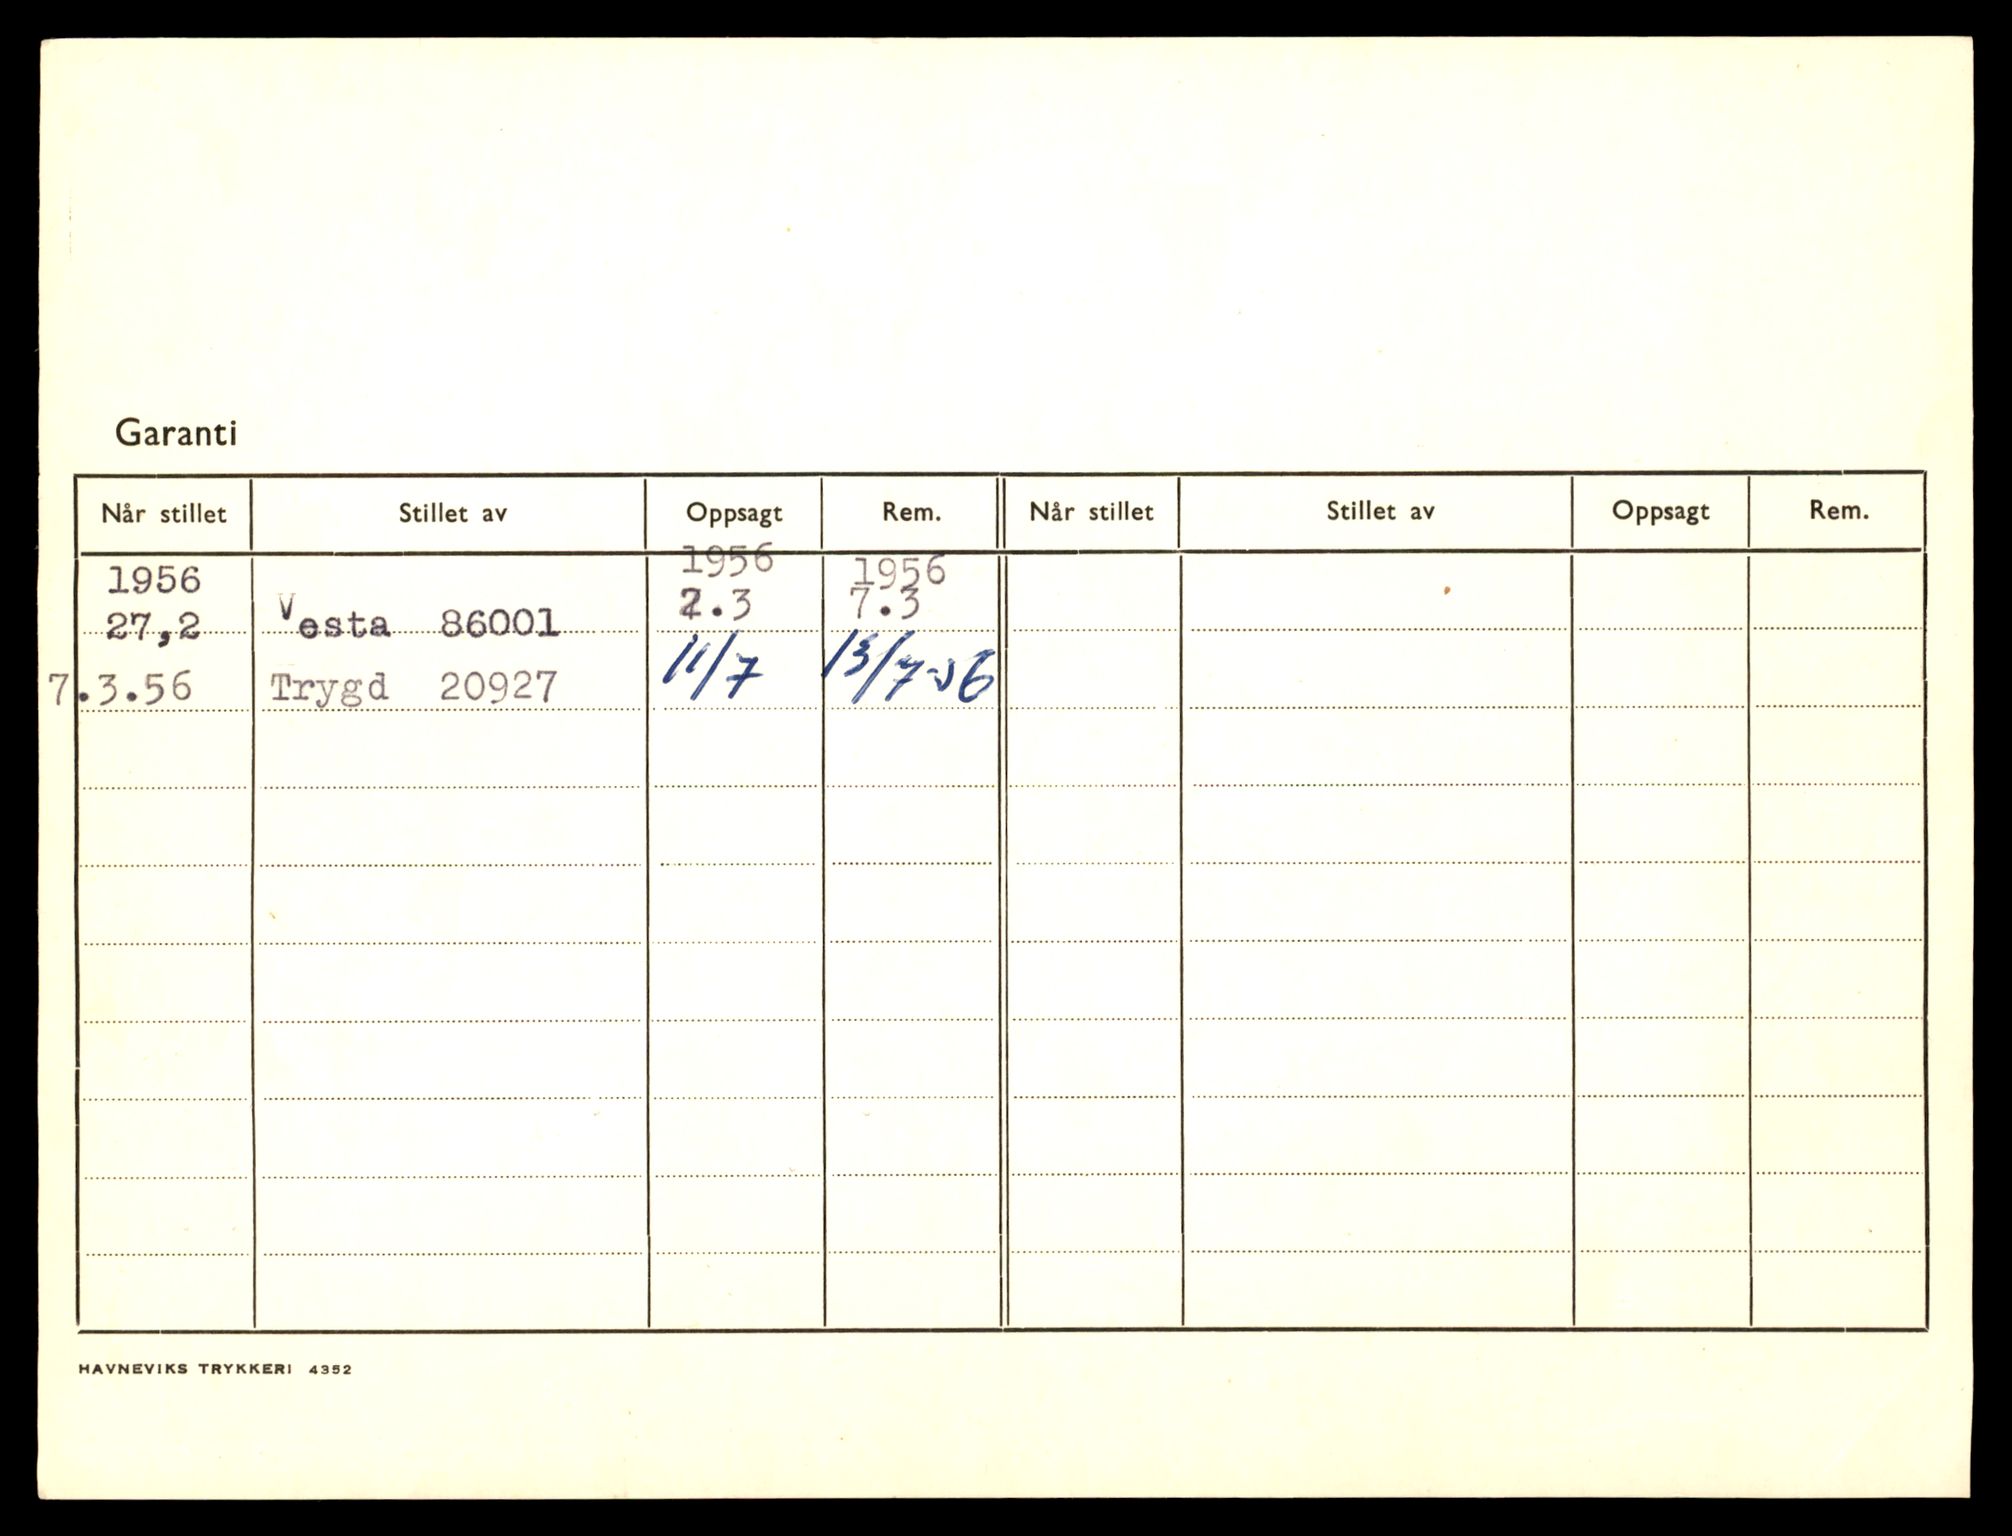 Garanti
Når stillet Stillet av Oppsagt Rem. Når stillet Stillet av Oppsagt Rem.
1956 1956 1956
27,2 Vesta 86001 2.3 7.3
7.3.56 Trygd 20927 11/7 13/7-56
HAVNEVIKS TRYKKERI 4352